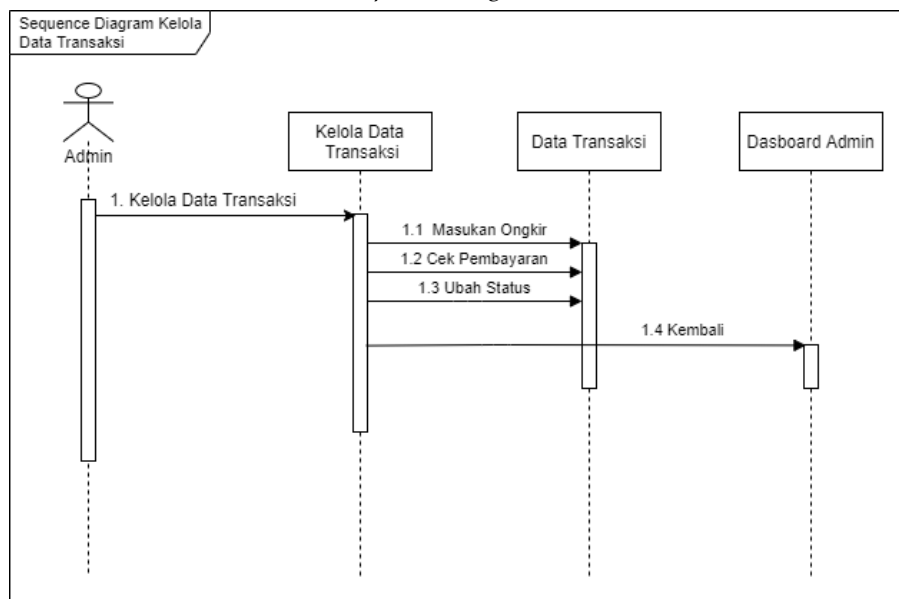 Sequence Diagram Kelola
Data Transaksi
Admin
Kelola Data
Transaksi
Data Transaksi
Dasboard Admin
1. Kelola Data Transaksi
1.1 Masukan Ongkir
1.2 Cek Pembayaran
1.3 Ubah Status
1.4 Kembali